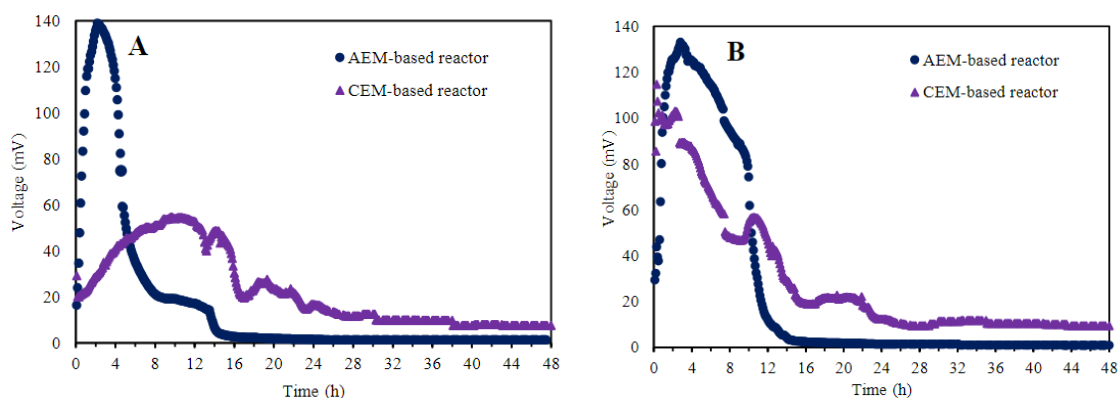 A
AEM-based reactor
CEM-based reactor
Voltage (mV)
140
120
100
80
60
40
20
0
0 4 8 12 16 20 24 28 32 36 40 44 48
Time (h)
B
AEM-based reactor
CEM-based reactor
Voltage (mV)
140
120
100
80
60
40
20
0
0 4 8 12 16 20 24 28 32 36 40 44 48
Time (h)